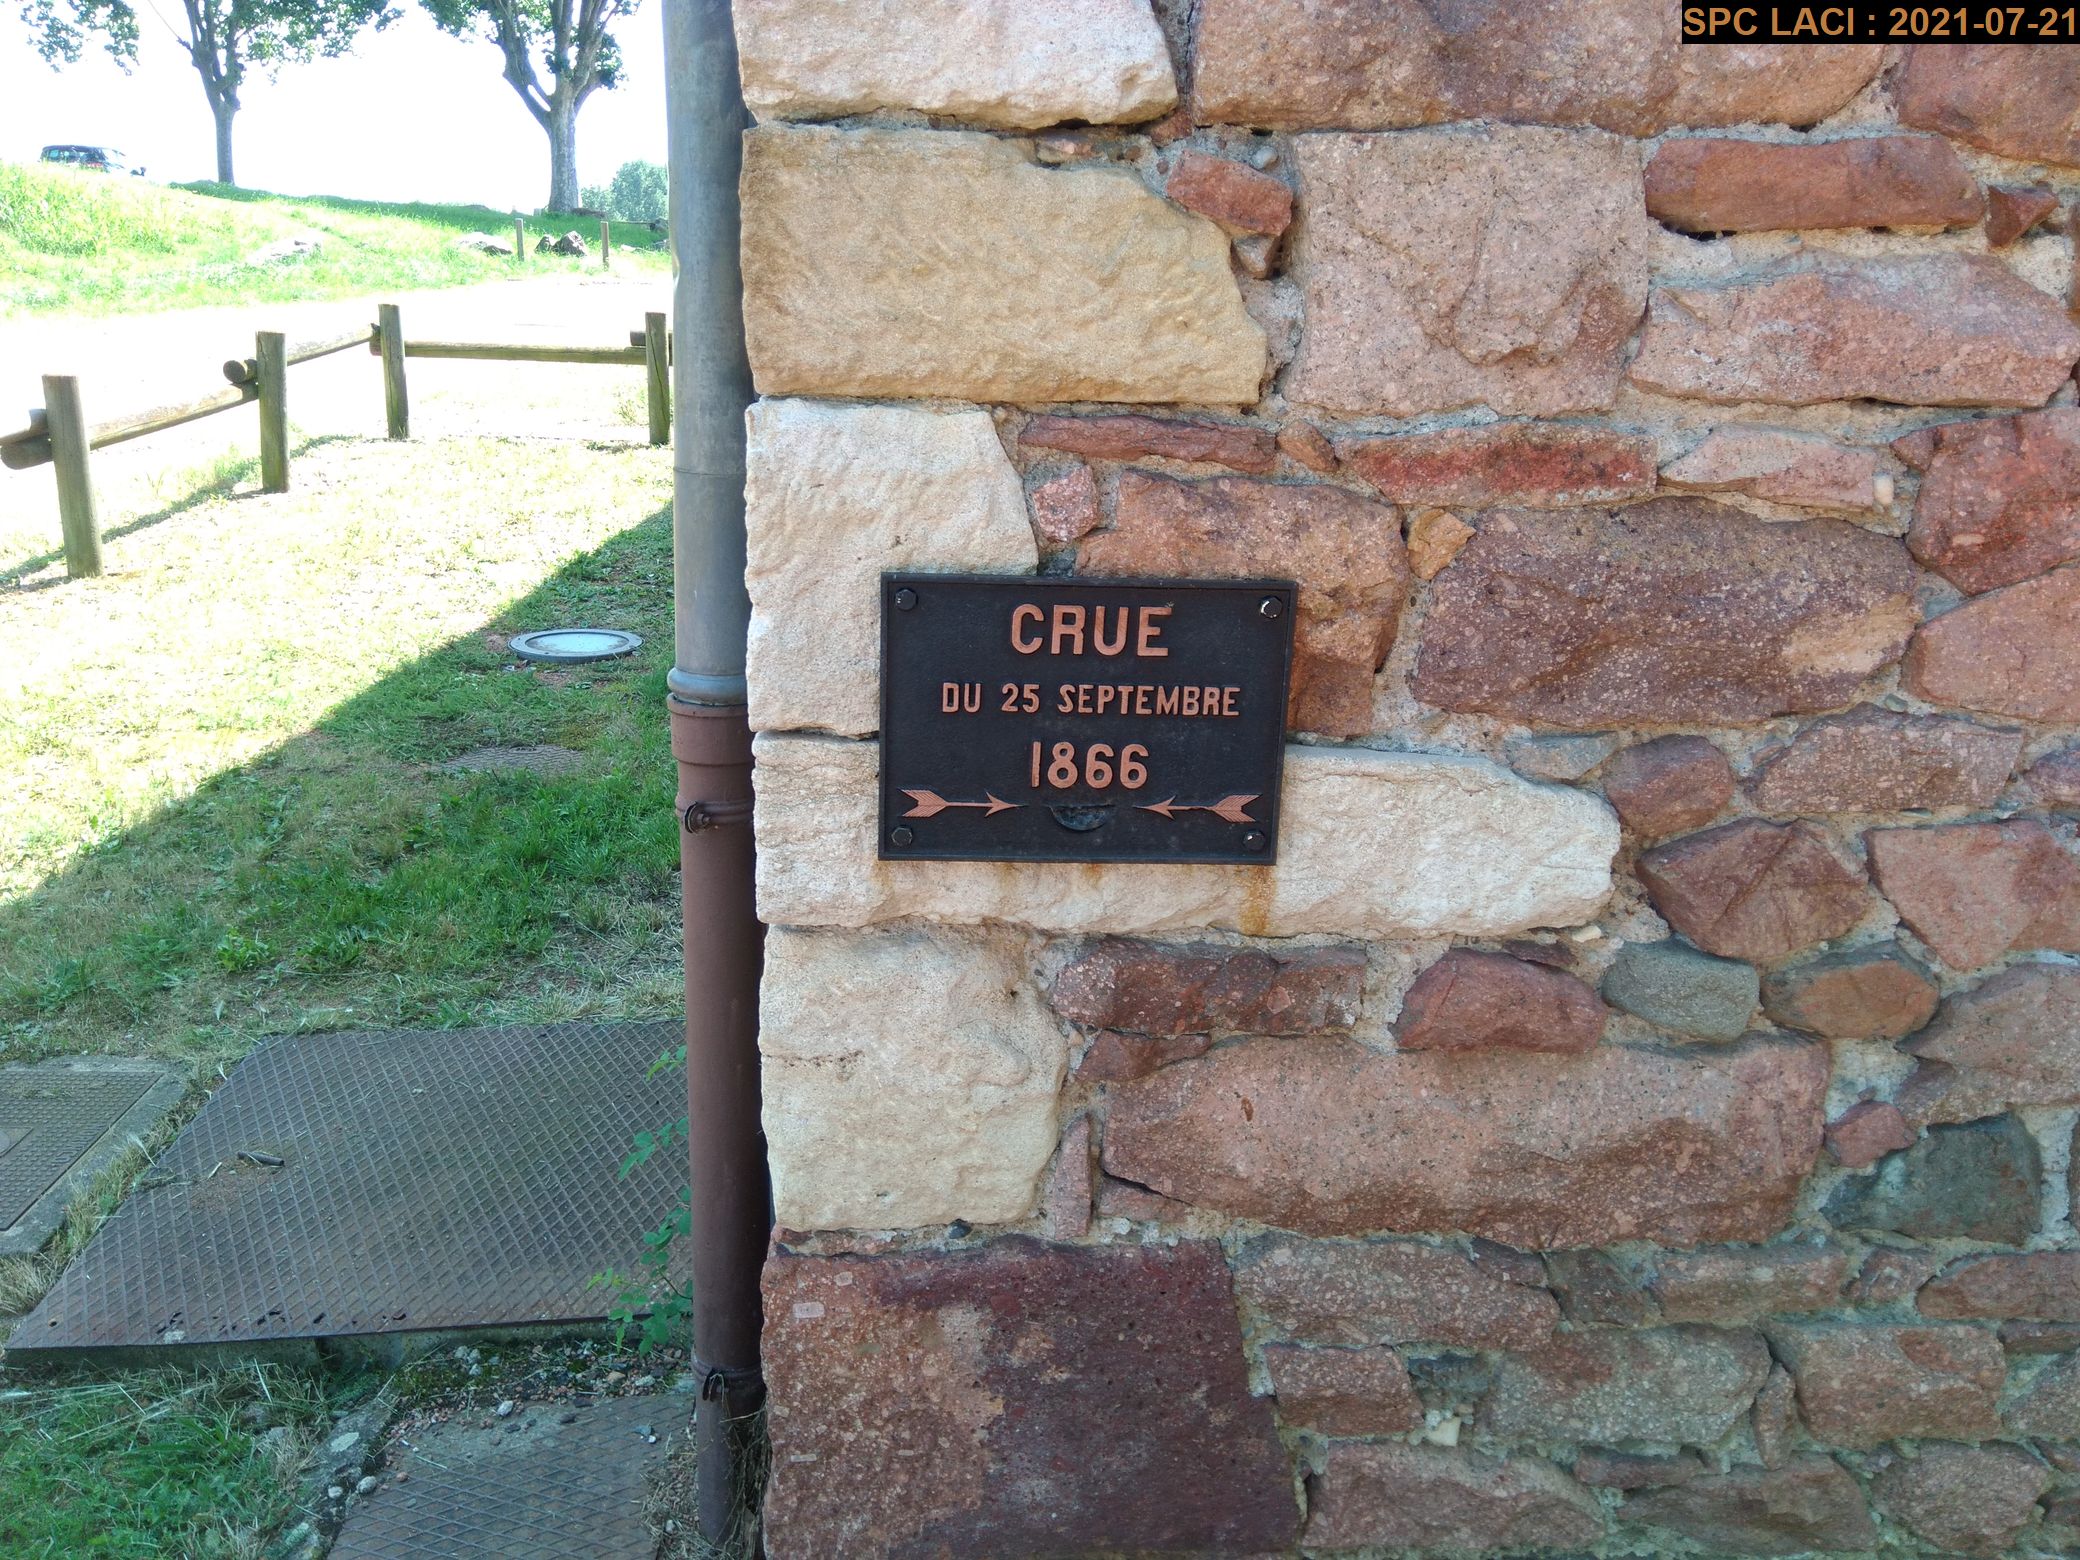 SPC LACI : 2021-07-21
CRUE
DU 25 SEPTEMBRE
1866